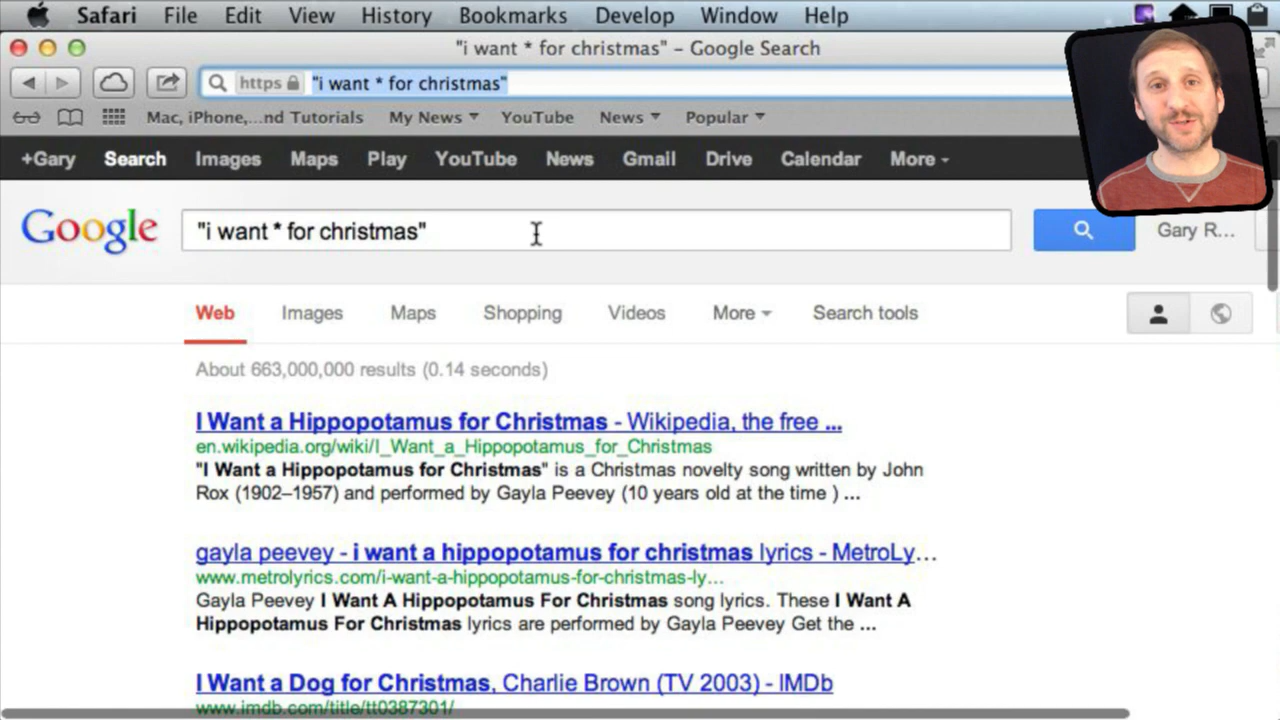 Safari File Edit View History Bookmarks Develop Window Help
"i want * for christmas" – Google Search
https "i want * for christmas"
Mac, iPhone,...nd Tutorials My News YouTube News Popular
+Gary Search Images Maps Play YouTube News Gmail Drive Calendar More
Google "i want * for christmas" Gary R...
Web Images Maps Shopping Videos More Search tools
About 663,000,000 results (0.14 seconds)
I Want a Hippopotamus for Christmas - Wikipedia, the free ...
en.wikipedia.org/wiki/I_Want_a_Hippopotamus_for_Christmas
"I Want a Hippopotamus for Christmas" is a Christmas novelty song written by John
Rox (1902–1957) and performed by Gayla Peevey (10 years old at the time ) ...
gayla peevey - i want a hippopotamus for christmas lyrics - MetroLy...
www.metrolyrics.com/i-want-a-hippopotamus-for-christmas-ly...
Gayla Peevey I Want A Hippopotamus For Christmas song lyrics. These I Want A
Hippopotamus For Christmas lyrics are performed by Gayla Peevey Get the ...
I Want a Dog for Christmas, Charlie Brown (TV 2003) - IMDb
www.imdb.com/title/tt0387301/